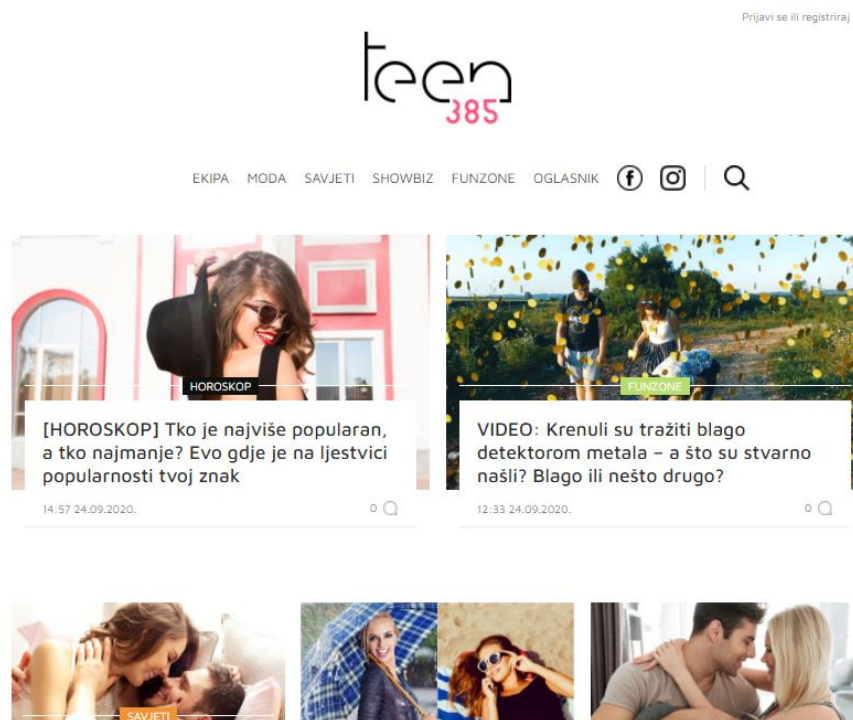 Prijavi se ili registriraj
teen
385
EKIPA MODA SAVJETI SHOWBIZ FUNZONE OGLASNIK
HOROSKOP
[HOROSKOP] Tko je najviše popularan,
a tko najmanje? Evo gdje je na ljestvici
popularnosti tvoj znak
14:57 24.09.2020.
0
FUNZONE
VIDEO: Krenuli su tražiti blago
detektorom metala – a što su stvarno
našli? Blago ili nešto drugo?
12:33 24.09.2020.
0
SAVJETI